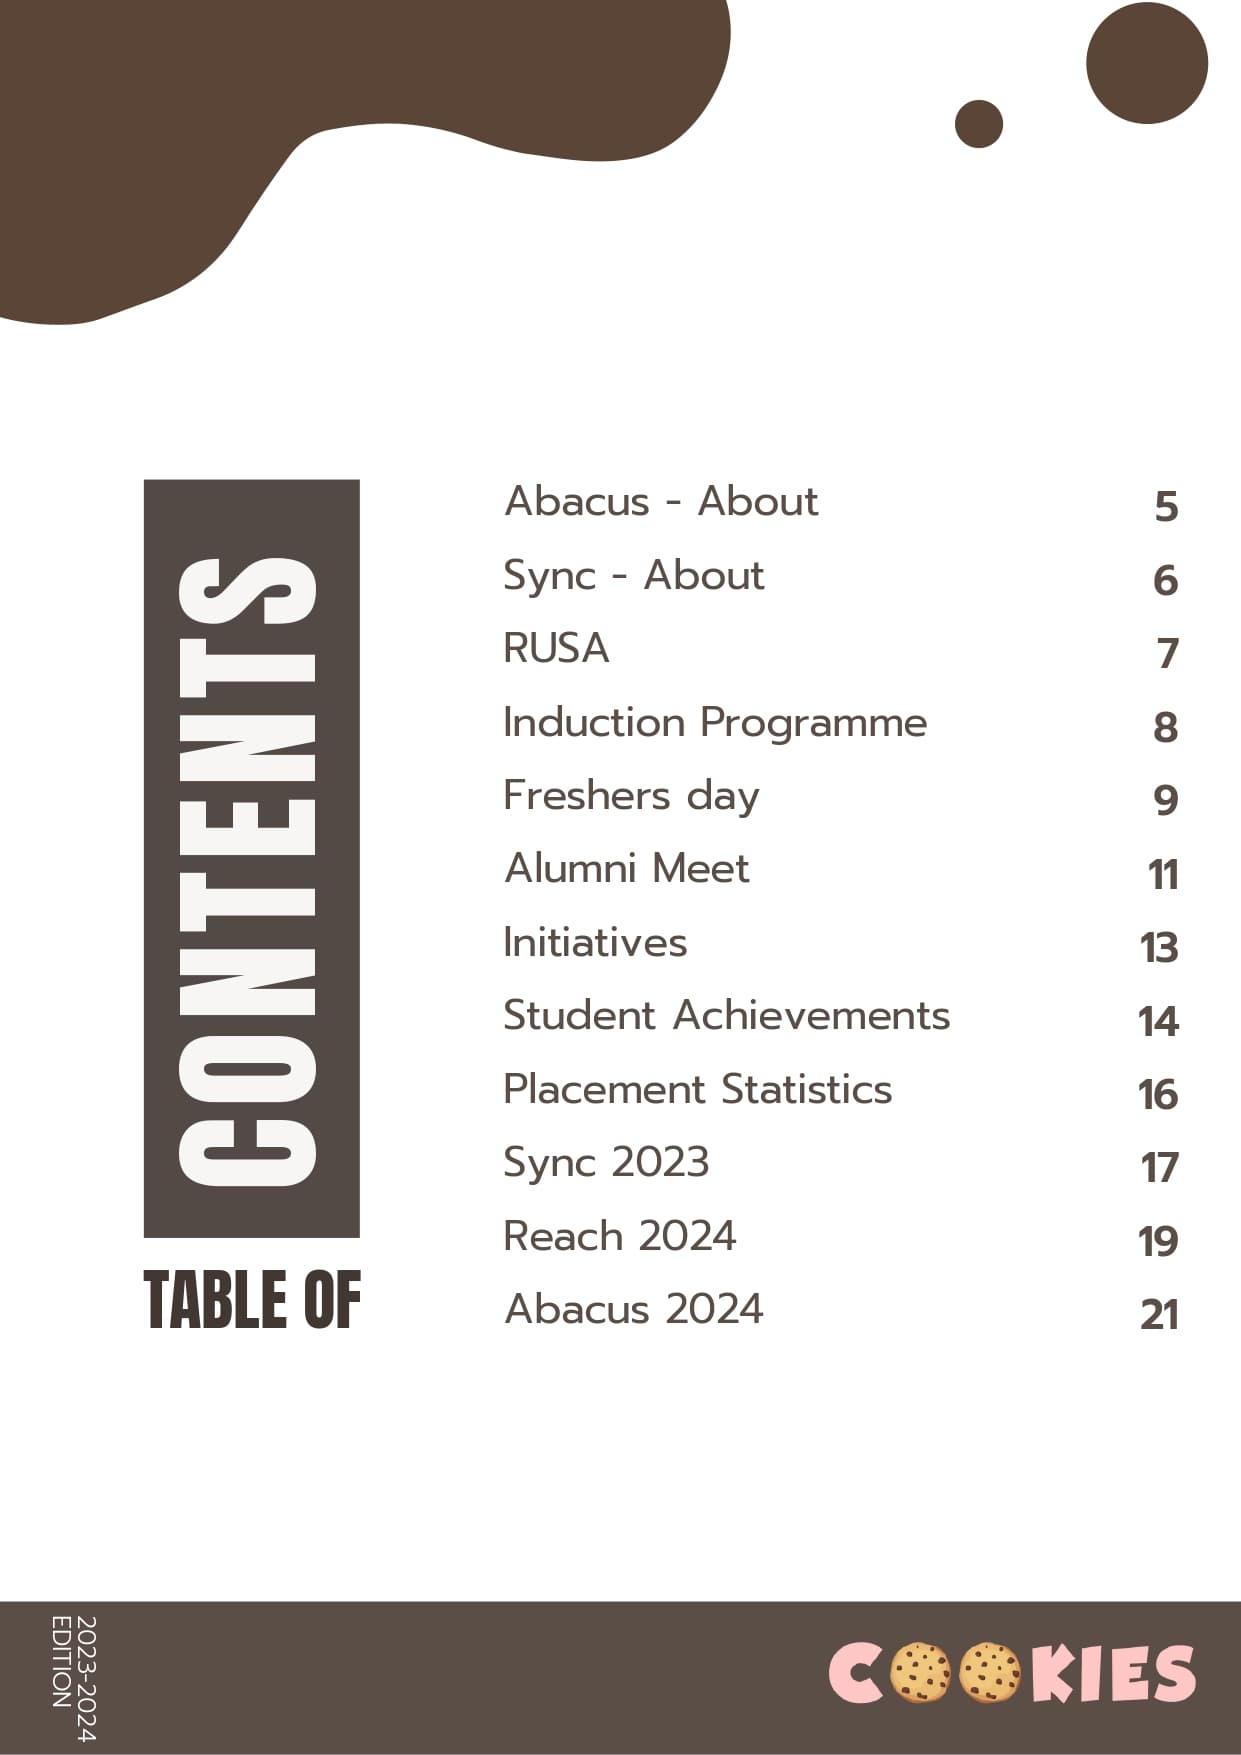 TABLE OF
CONTENTS
Abacus - About 5
Sync - About 6
RUSA 7
Induction Programme 8
Freshers day 9
Alumni Meet 11
Initiatives 13
Student Achievements 14
Placement Statistics 16
Sync 2023 17
Reach 2024 19
Abacus 2024 21
2023-2024
EDITION
COOKIES